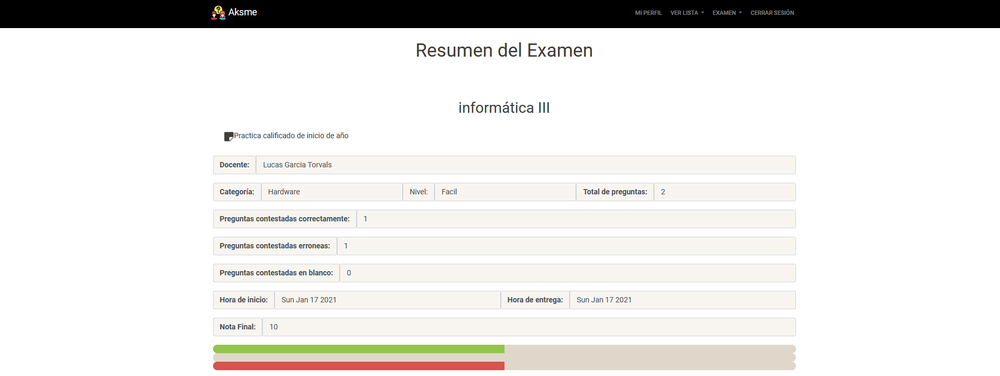 Aksme MI PERFIL VER LISTA EXAMEN CERRAR SESIÓN
Resumen del Examen
informática III
Practica calificado de inicio de año
Docente: Lucas Garcia Torvals
Categoría: Hardware Nivel: Facil Total de preguntas: 2
Preguntas contestadas correctamente: 1
Preguntas contestadas erroneas: 1
Preguntas contestadas en blanco: 0
Hora de inicio: Sun Jan 17 2021 Hora de entrega: Sun Jan 17 2021
Nota Final: 10